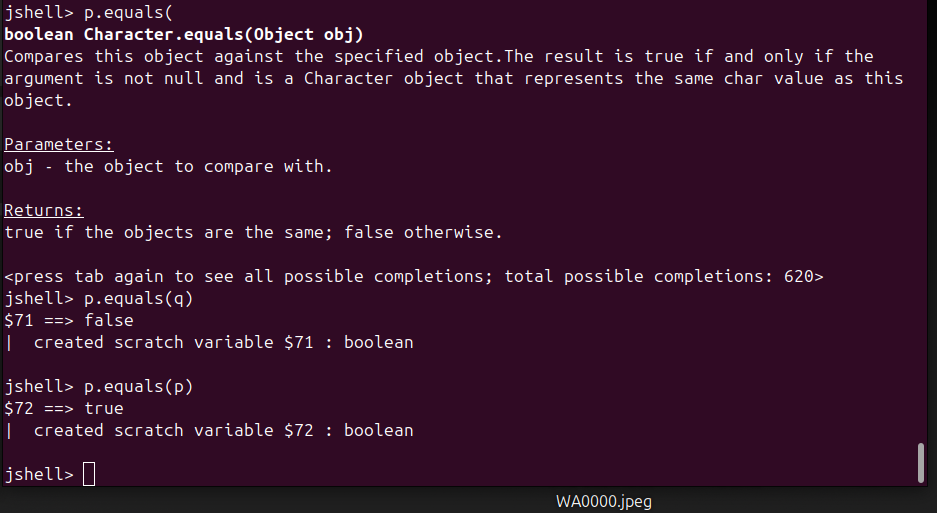 jshell> p.equals(
boolean Character.equals(Object obj)
Compares this object against the specified object.The result is true if and only if the
argument is not null and is a Character object that represents the same char value as this
object.
Parameters:
obj - the object to compare with.
Returns:
true if the objects are the same; false otherwise.
<press tab again to see all possible completions; total possible completions: 620>
jshell> p.equals(q)
$71 ==> false
|  created scratch variable $71 : boolean
jshell> p.equals(p)
$72 ==> true
|  created scratch variable $72 : boolean
jshell>
WA0000.jpeg